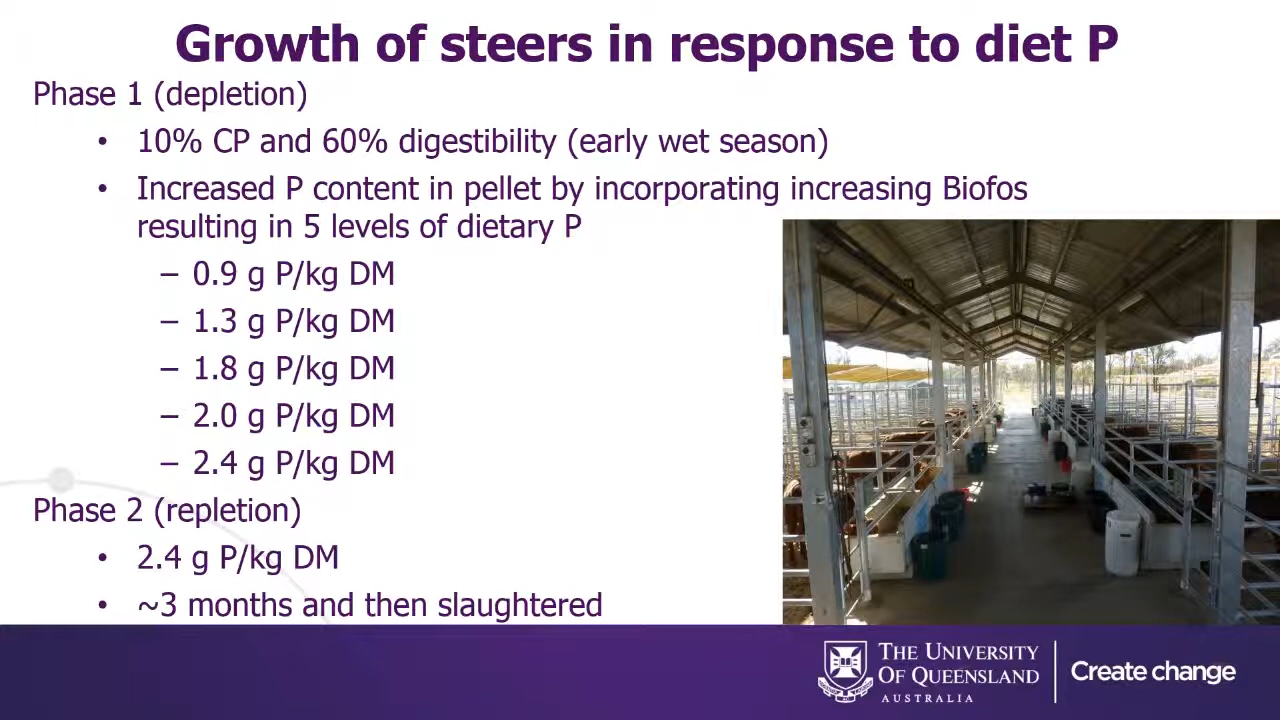 Growth of steers in response to diet P
Phase 1 (depletion)
• 10% CP and 60% digestibility (early wet season)
• Increased P content in pellet by incorporating increasing Biofos
resulting in 5 levels of dietary P
– 0.9 g P/kg DM
– 1.3 g P/kg DM
– 1.8 g P/kg DM
– 2.0 g P/kg DM
– 2.4 g P/kg DM
Phase 2 (repletion)
• 2.4 g P/kg DM
• ~3 months and then slaughtered
THE UNIVERSITY
OF QUEENSLAND
AUSTRALIA
Create change